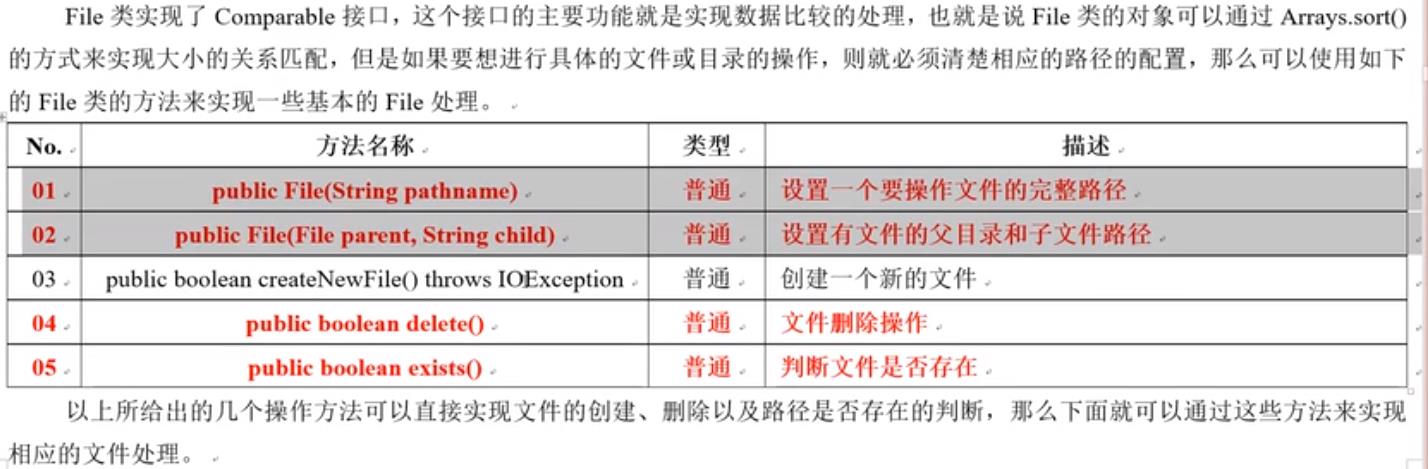 File 类实现了 Comparable 接口，这个接口的主要功能就是实现数据比较的处理，也就是说 File 类的对象可以通过 Arrays.sort()
的方式来实现大小的关系匹配，但是如果要想进行具体的文件或目录的操作，则就必须清楚相应的路径的配置，那么可以使用如下
的 File 类的方法来实现一些基本的 File 处理。
No. 方法名称 类型 描述
01 public File(String pathname) 普通 设置一个要操作文件的完整路径
02 public File(File parent, String child) 普通 设置有文件的父目录和子文件路径
03 public boolean createNewFile() throws IOException 普通 创建一个新的文件
04 public boolean delete() 普通 文件删除操作
05 public boolean exists() 普通 判断文件是否存在
以上所给出的几个操作方法可以直接实现文件的创建、删除以及路径是否存在的判断，那么下面就可以通过这些方法来实现
相应的文件处理。